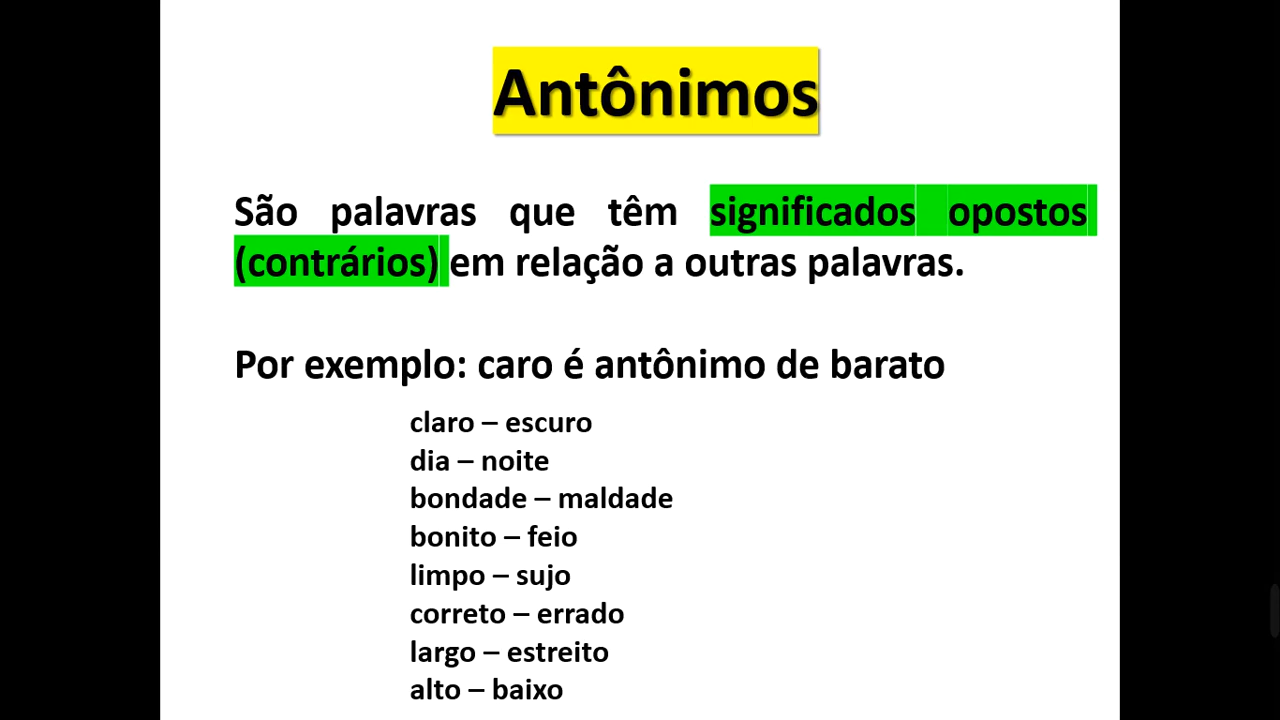 Antônimos
São palavras que têm significados opostos
(contrários) em relação a outras palavras.
Por exemplo: caro é antônimo de barato
claro – escuro
dia – noite
bondade – maldade
bonito – feio
limpo – sujo
correto – errado
largo – estreito
alto – baixo